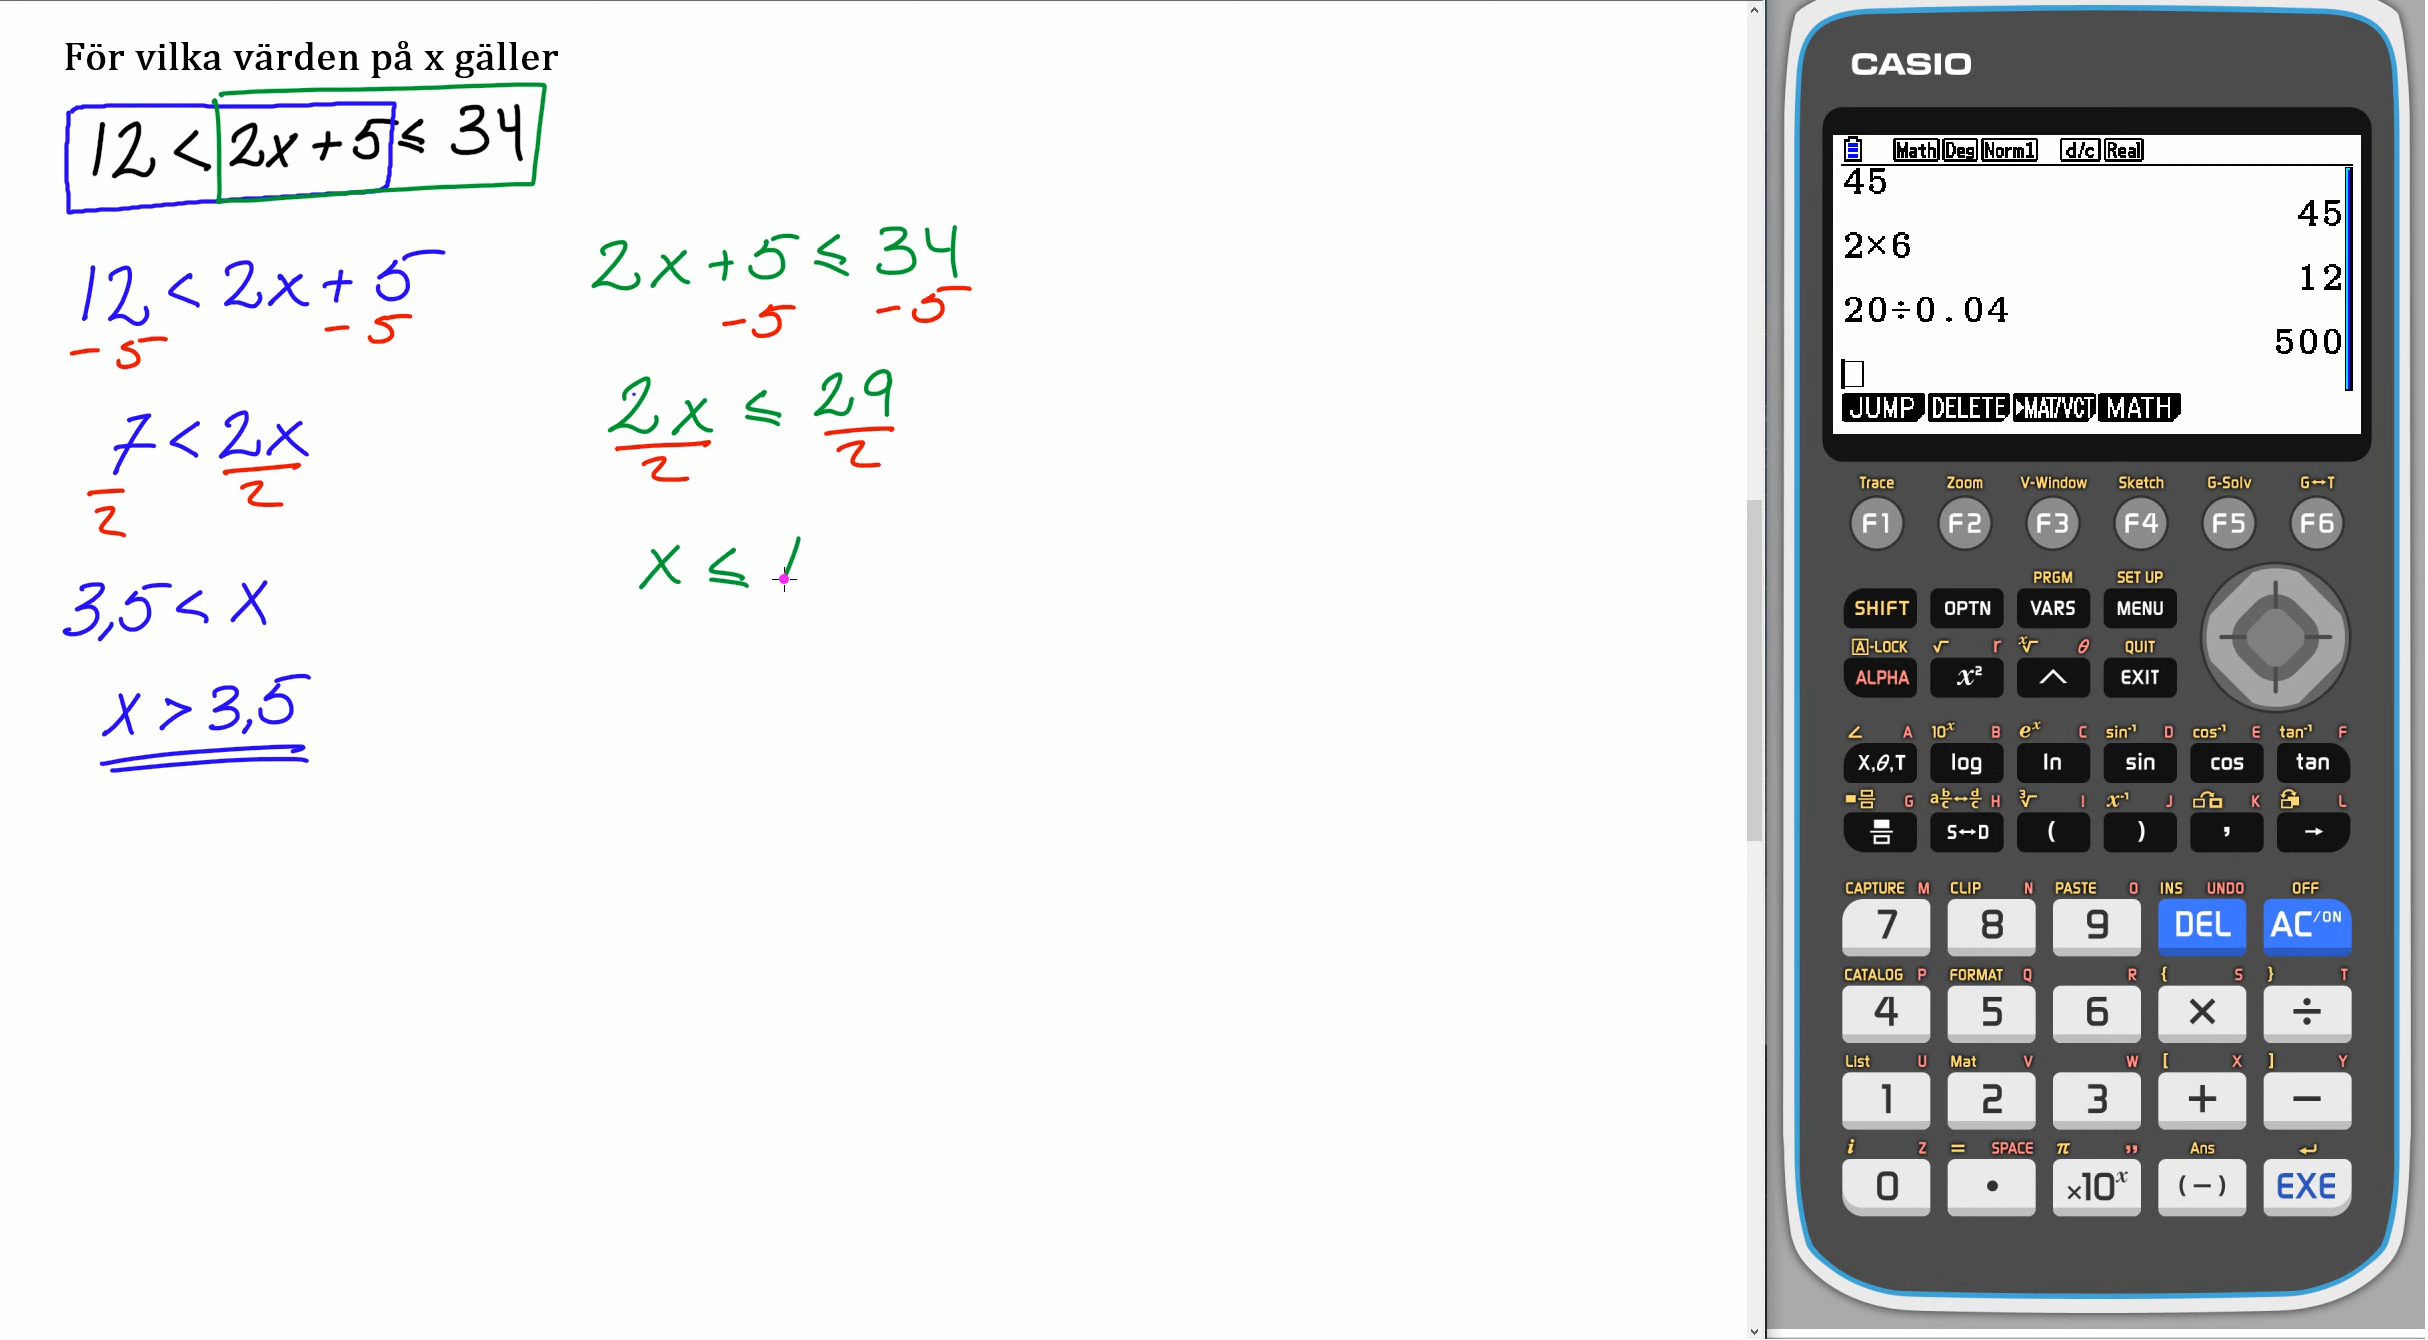 För vilka värden på x gäller
12 < 2x + 5 ≤ 34
12 < 2x + 5
- 5 - 5
7 < 2x
2 2
3,5 < x
x > 3,5
2x + 5 ≤ 34
-5 -5
2x ≤ 29
2 2
x ≤ 1
CASIO
Math Deg Norm1 d/c Real
45
45
2×6
12
20÷0.04
500
JUMP DELETE ▶MAT/VCT MATH
Trace Zoom V-Window Sketch G-Solv G↔T
F1 F2 F3 F4 F5 F6
PRGM SET UP
SHIFT OPTN VARS MENU
A-LOCK √ r ˣ√ θ QUIT
ALPHA x² ^ EXIT
∠ A 10ˣ B eˣ C sin⁻¹ D cos⁻¹ E tan⁻¹ F
X,θ,T log ln sin cos tan
G a b/c↔d/c H ³√ I x⁻¹ J K L
S↔D ( ) , →
CAPTURE M CLIP N PASTE O INS UNDO OFF
7 8 9 DEL AC/ON
CATALOG P FORMAT Q R { S } T
4 5 6 × ÷
List U Mat V W [ X ] Y
1 2 3 + −
i Z = SPACE π " Ans ↵
0 • ×10ˣ (−) EXE